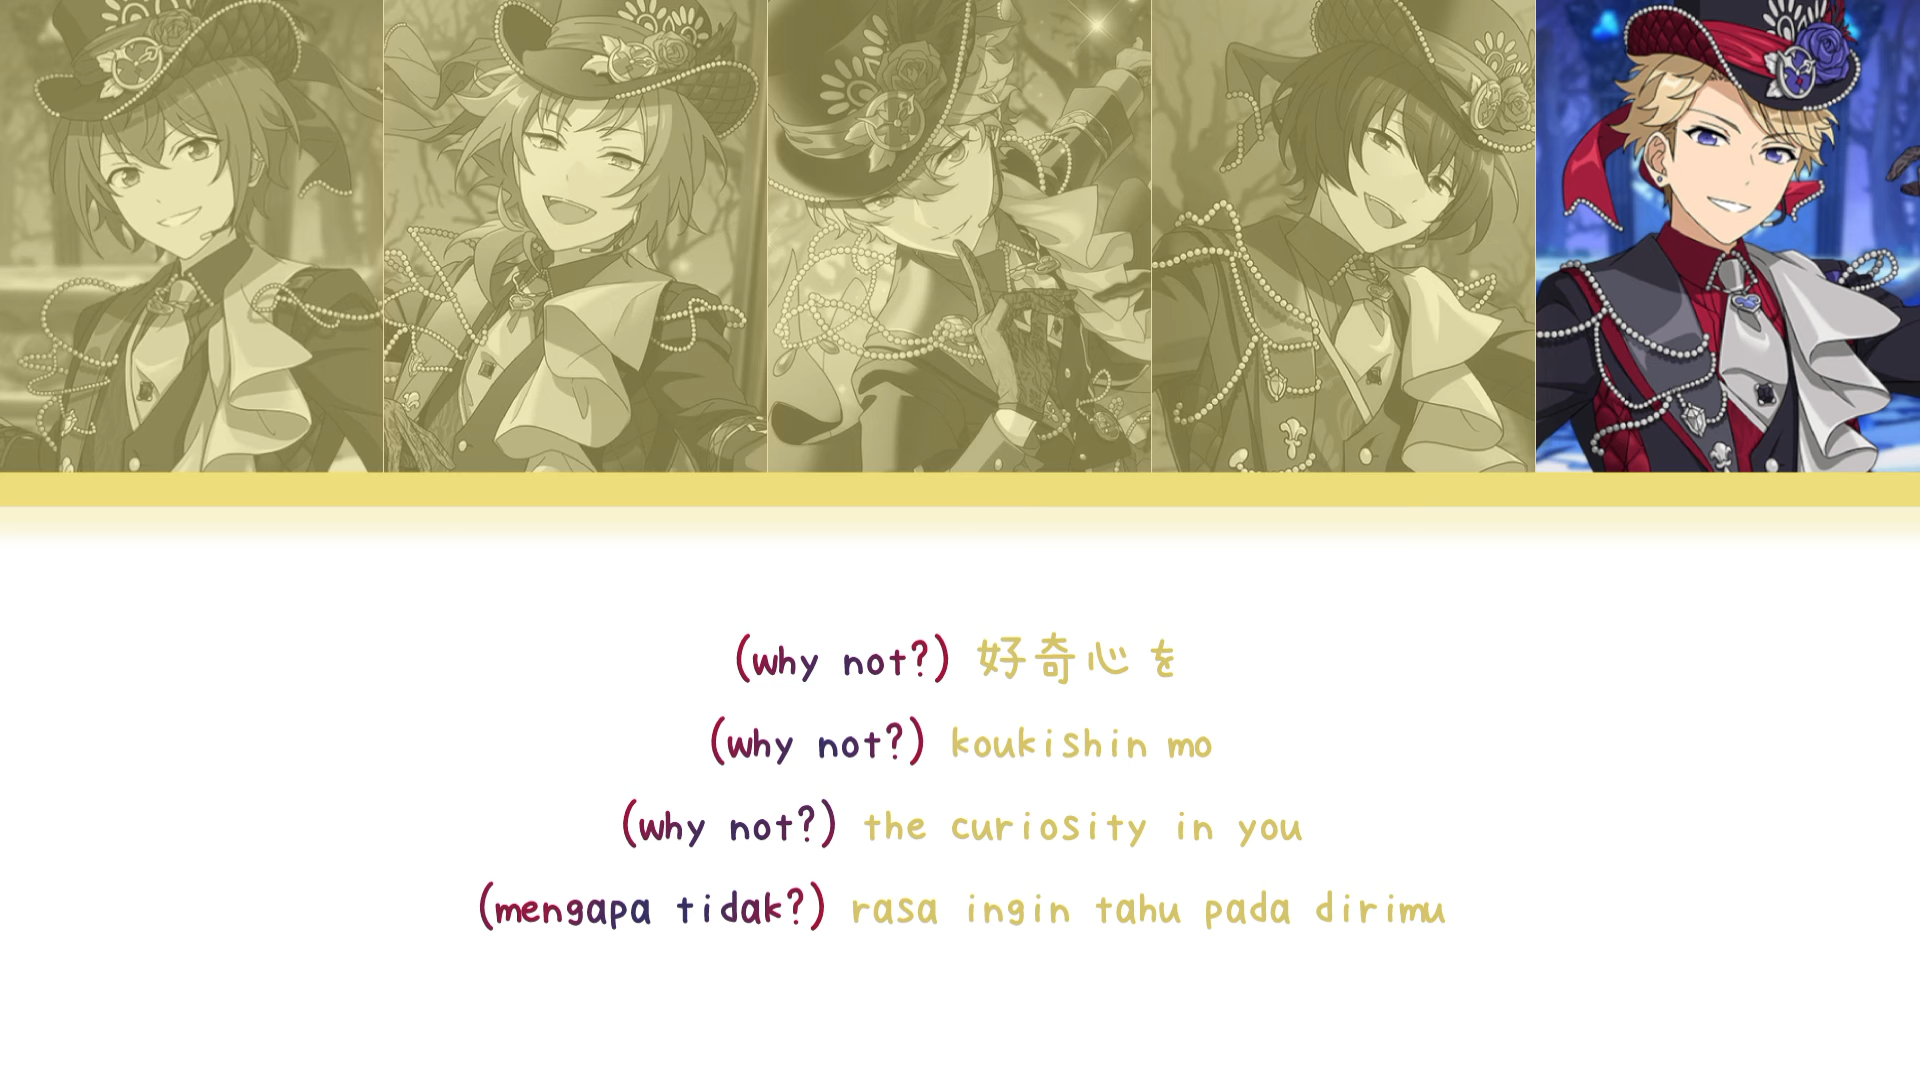 (why not?) 好奇心を
(why not?) koukishin mo
(why not?) the curiosity in you
(mengapa tidak?) rasa ingin tahu pada dirimu